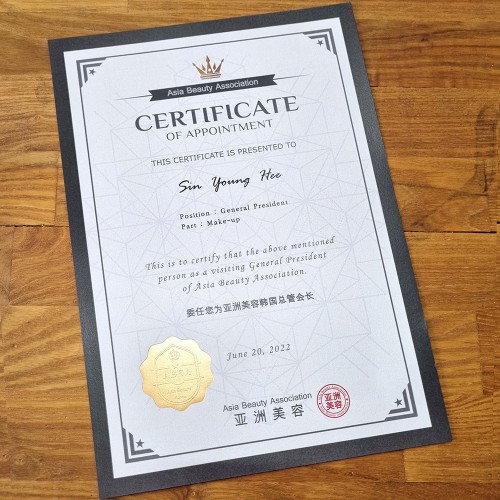 Asia Beauty Association
CERTIFICATE
OF APPOINTMENT
THIS CERTIFICATE IS PRESENTED TO
Sin Young Hee
Position : General President
Part : Make-up
This is to certify that the above mentioned
person as a visiting General President
of Asia Beauty Association.
委任您为亚洲美容韩国总管会长
June 20, 2022
Asia Beauty Association
亚洲美容
亚洲
美容